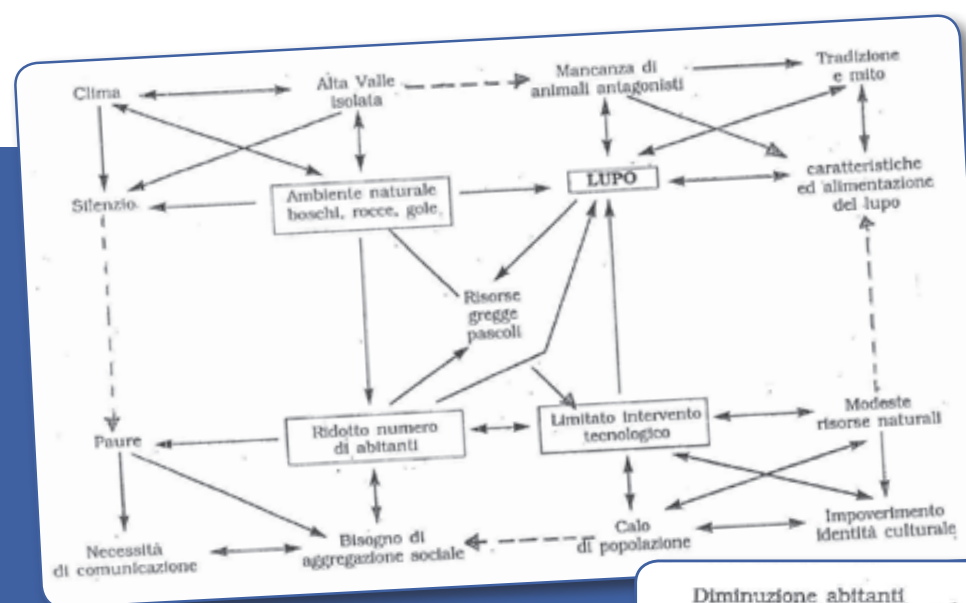 Clima
Alta Valle
isolata
Mancanza di
animali antagonisti
Tradizione
e mito
Silenzio
Ambiente naturale
boschi, rocce, gole
LUPO
caratteristiche
ed alimentazione
del lupo
Risorse
gregge
pascoli
Paure
Ridotto numero
di abitanti
Limitato intervento
tecnologico
Modeste
risorse naturali
Necessità
di comunicazione
Bisogno di
aggregazione sociale
Calo
di popolazione
Impoverimento
identità culturale
Diminuzione abitanti